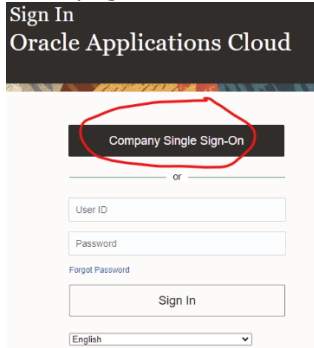 Sign In
Oracle Applications Cloud
Company Single Sign-On
or
User ID
Password
Forgot Password
Sign In
English